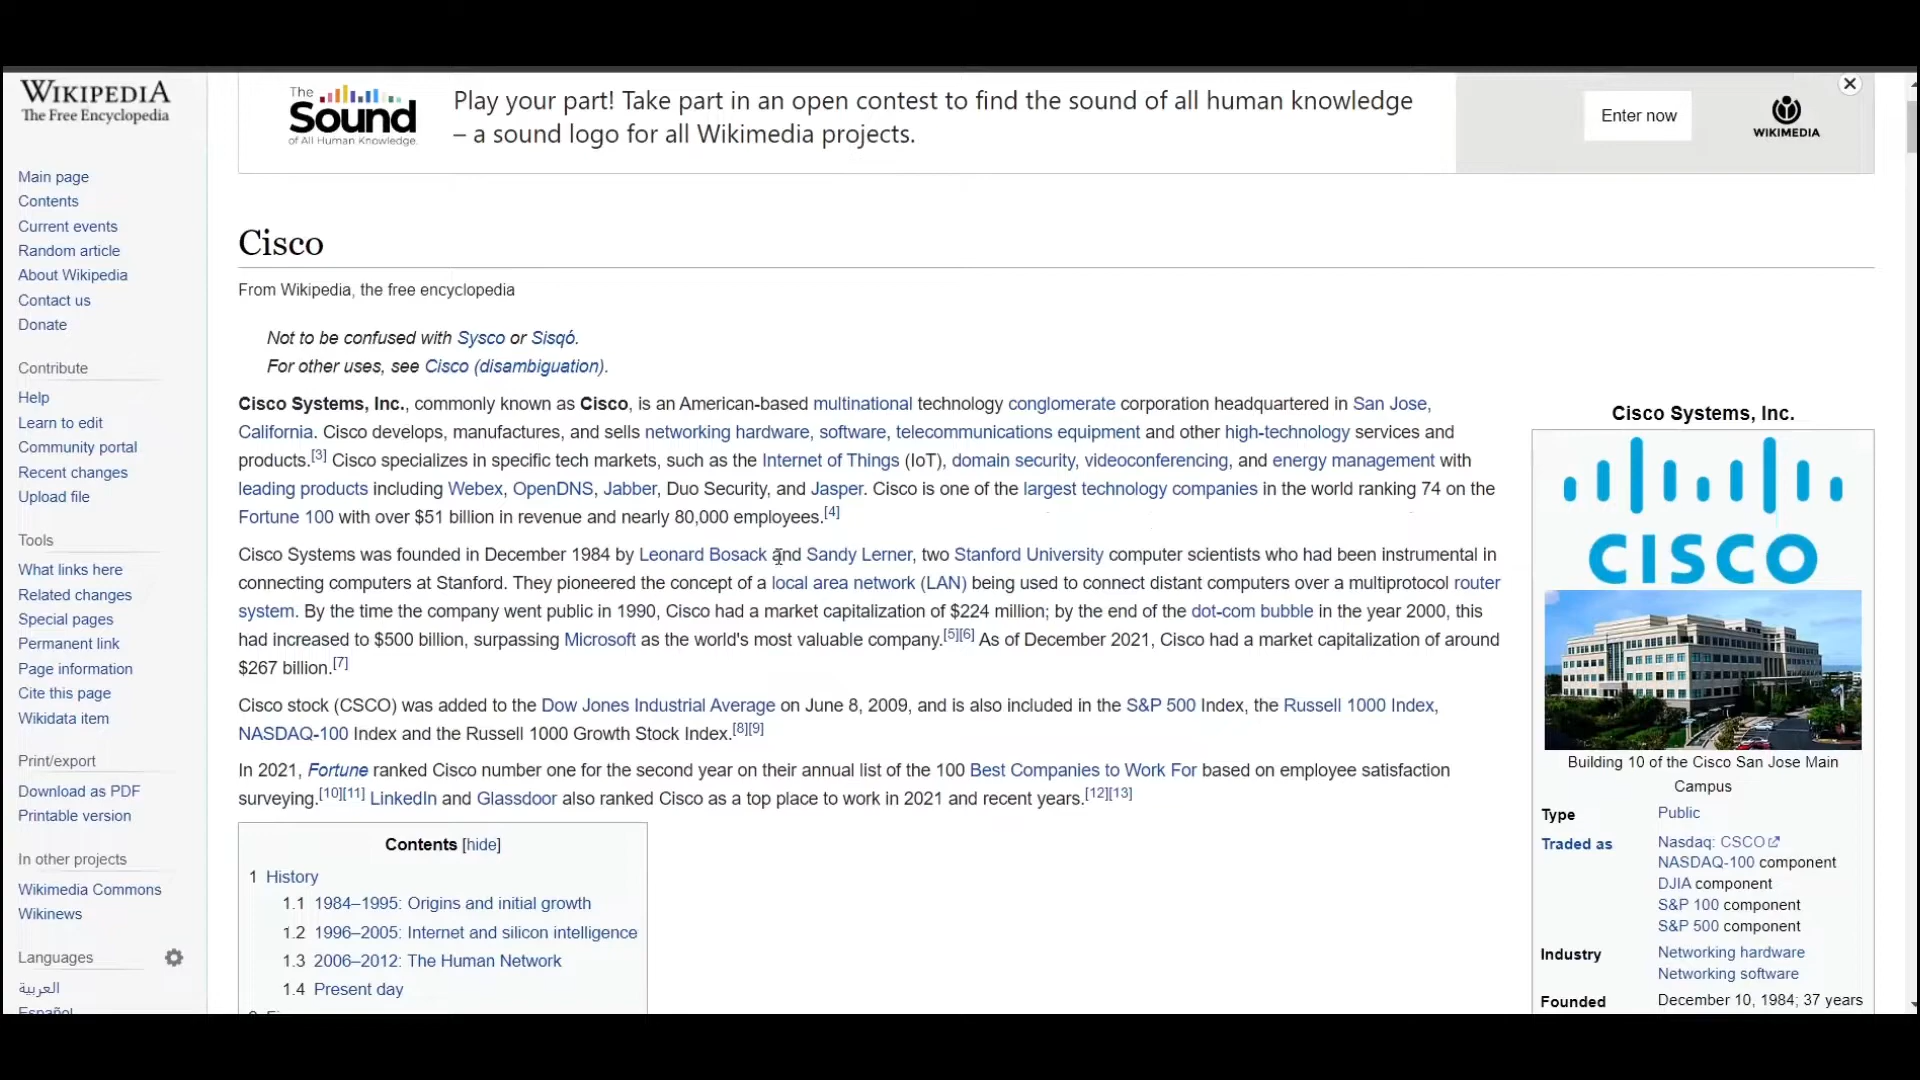 WIKIPEDIA
The Free Encyclopedia
Main page
Contents
Current events
Random article
About Wikipedia
Contact us
Donate
Contribute
Help
Learn to edit
Community portal
Recent changes
Upload file
Tools
What links here
Related changes
Special pages
Permanent link
Page information
Cite this page
Wikidata item
Print/export
Download as PDF
Printable version
In other projects
Wikimedia Commons
Wikinews
Languages
العربية
Español
The
Sound
of All Human Knowledge.
Play your part! Take part in an open contest to find the sound of all human knowledge
– a sound logo for all Wikimedia projects.
Enter now
WIKIMEDIA
Cisco
From Wikipedia, the free encyclopedia
Not to be confused with Sysco or Sisqó.
For other uses, see Cisco (disambiguation).
Cisco Systems, Inc., commonly known as Cisco, is an American-based multinational technology conglomerate corporation headquartered in San Jose,
California. Cisco develops, manufactures, and sells networking hardware, software, telecommunications equipment and other high-technology services and
products.[3] Cisco specializes in specific tech markets, such as the Internet of Things (IoT), domain security, videoconferencing, and energy management with
leading products including Webex, OpenDNS, Jabber, Duo Security, and Jasper. Cisco is one of the largest technology companies in the world ranking 74 on the
Fortune 100 with over $51 billion in revenue and nearly 80,000 employees.[4]
Cisco Systems was founded in December 1984 by Leonard Bosack and Sandy Lerner, two Stanford University computer scientists who had been instrumental in
connecting computers at Stanford. They pioneered the concept of a local area network (LAN) being used to connect distant computers over a multiprotocol router
system. By the time the company went public in 1990, Cisco had a market capitalization of $224 million; by the end of the dot-com bubble in the year 2000, this
had increased to $500 billion, surpassing Microsoft as the world's most valuable company.[5][6] As of December 2021, Cisco had a market capitalization of around
$267 billion.[7]
Cisco stock (CSCO) was added to the Dow Jones Industrial Average on June 8, 2009, and is also included in the S&P 500 Index, the Russell 1000 Index,
NASDAQ-100 Index and the Russell 1000 Growth Stock Index.[8][9]
In 2021, Fortune ranked Cisco number one for the second year on their annual list of the 100 Best Companies to Work For based on employee satisfaction
surveying.[10][11] LinkedIn and Glassdoor also ranked Cisco as a top place to work in 2021 and recent years.[12][13]
Contents [hide]
1 History
1.1 1984–1995: Origins and initial growth
1.2 1996–2005: Internet and silicon intelligence
1.3 2006–2012: The Human Network
1.4 Present day
Cisco Systems, Inc.
CISCO
Building 10 of the Cisco San Jose Main
Campus
Type Public
Traded as Nasdaq: CSCO
NASDAQ-100 component
DJIA component
S&P 100 component
S&P 500 component
Industry Networking hardware
Networking software
Founded December 10, 1984; 37 years